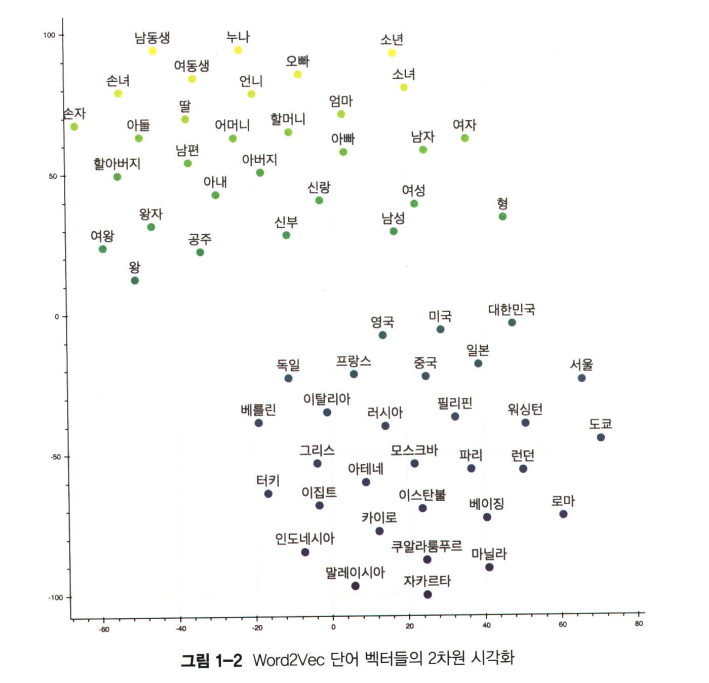 100
남동생
누나
소년
여동생
오빠
손녀
언니
소녀
손자
딸
엄마
아들
어머니
할머니
아빠
남자
여자
할아버지
남편
아버지
50
아내
신랑
여성
형
왕자
신부
남성
여왕
공주
왕
0
영국
미국
대한민국
독일
프랑스
중국
일본
서울
베를린
이탈리아
러시아
필리핀
워싱턴
도쿄
-50
그리스
모스크바
파리
런던
터키
아테네
이집트
이스탄불
베이징
로마
카이로
인도네시아
쿠알라룸푸르
마닐라
말레이시아
자카르타
-100
-60 -40 -20 0 20 40 60 80
그림 1-2 Word2Vec 단어 벡터들의 2차원 시각화